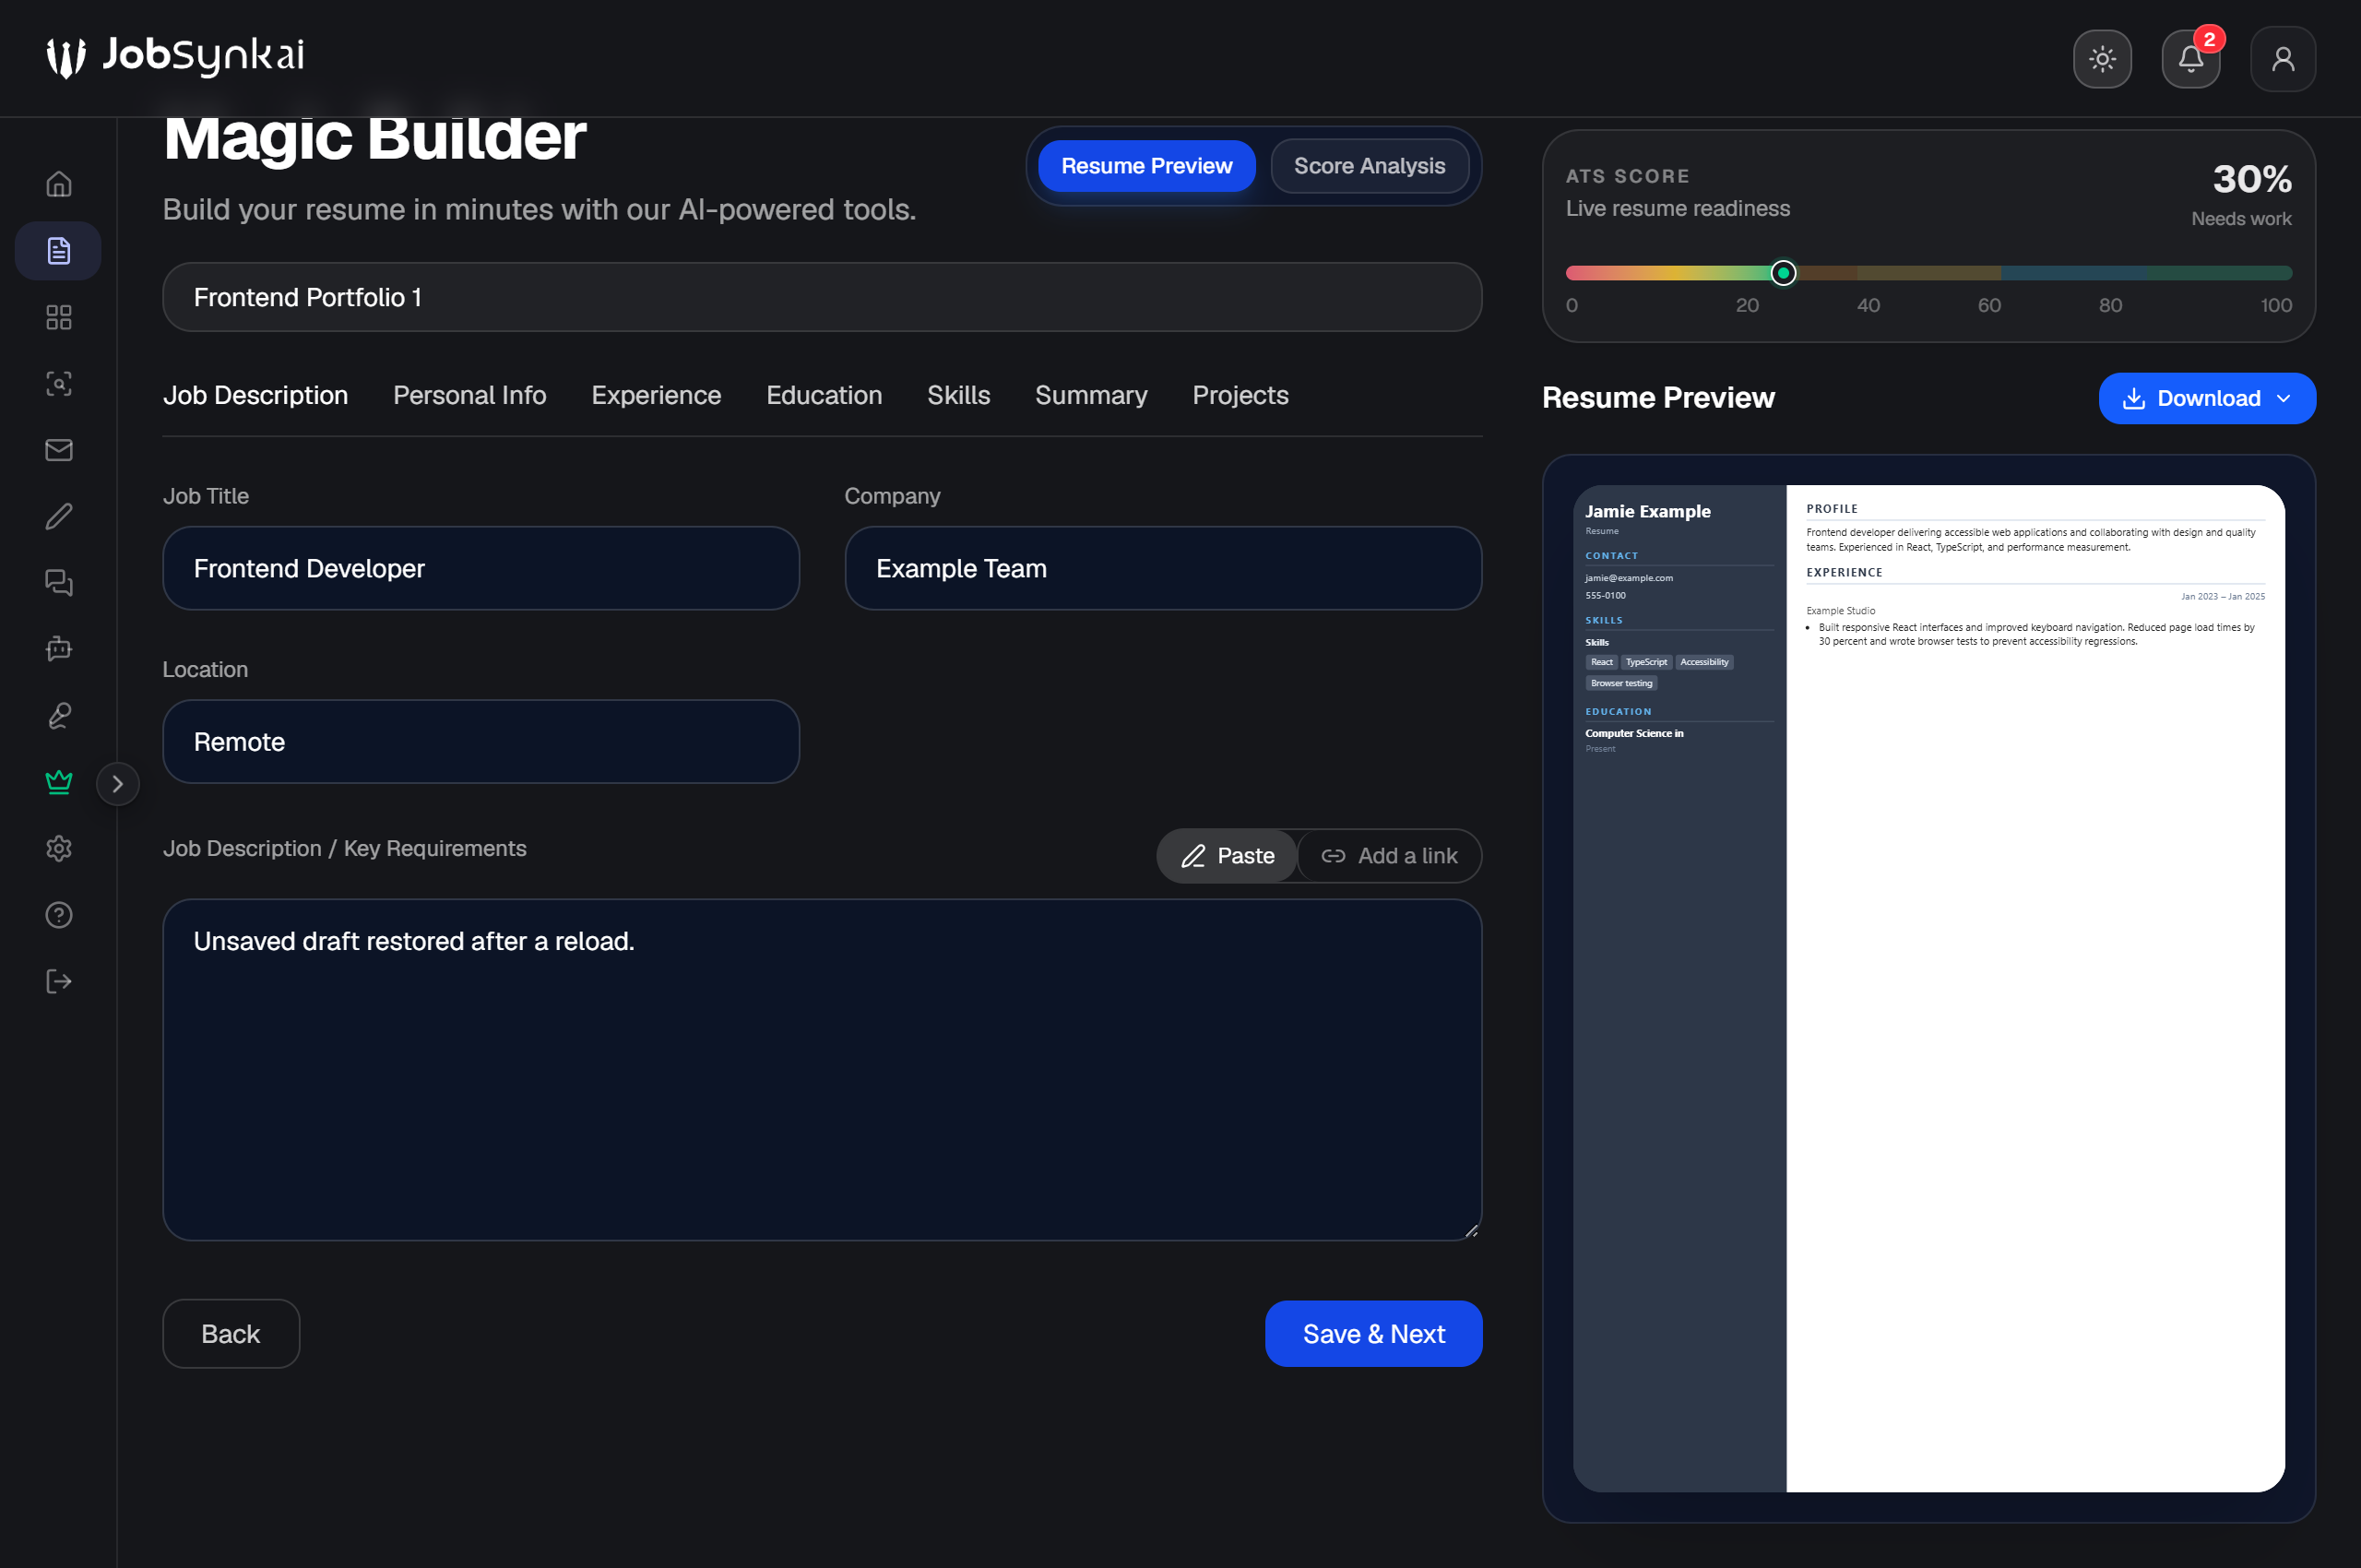 JobSynkai
2
Magic Builder
Build your resume in minutes with our AI-powered tools.
Resume Preview
Score Analysis
Frontend Portfolio 1
Job Description
Personal Info
Experience
Education
Skills
Summary
Projects
Job Title
Company
Frontend Developer
Example Team
Location
Remote
Job Description / Key Requirements
Paste
Add a link
Unsaved draft restored after a reload.
Back
Save & Next
ATS SCORE
30%
Live resume readiness
Needs work
0 20 40 60 80 100
Resume Preview
Download
Jamie Example
Resume
CONTACT
jamie@example.com
555-0100
SKILLS
Skills
React TypeScript Accessibility
Browser testing
EDUCATION
Computer Science in
Present
PROFILE
Frontend developer delivering accessible web applications and collaborating with design and quality
teams. Experienced in React, TypeScript, and performance measurement.
EXPERIENCE
Jan 2023 – Jan 2025
Example Studio
• Built responsive React interfaces and improved keyboard navigation. Reduced page load times by
30 percent and wrote browser tests to prevent accessibility regressions.